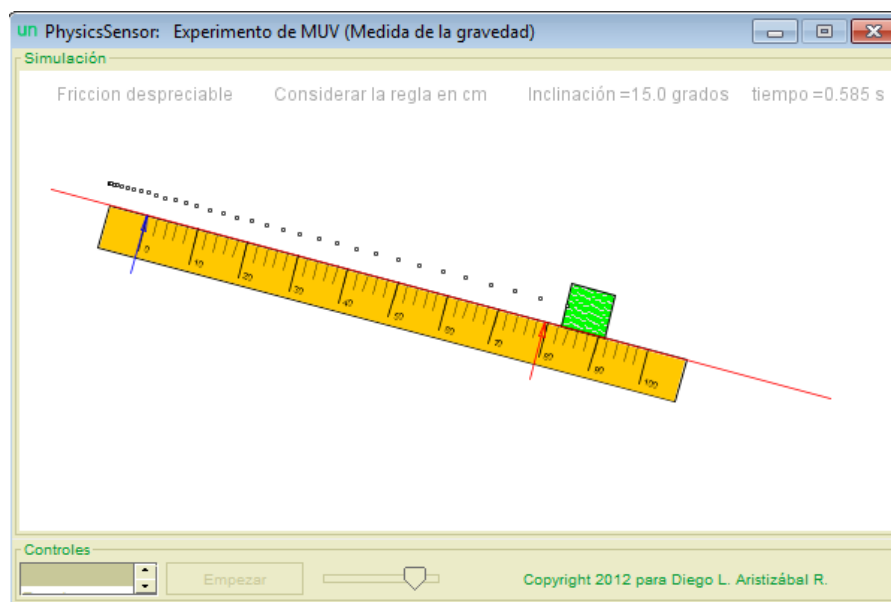 un PhysicsSensor: Experimento de MUV (Medida de la gravedad)
Simulación
Friccion despreciable Considerar la regla en cm Inclinación =15.0 grados tiempo =0.585 s
0
10
20
30
40
50
60
70
80
90
100
Controles
Empezar
Copyright 2012 para Diego L. Aristizábal R.